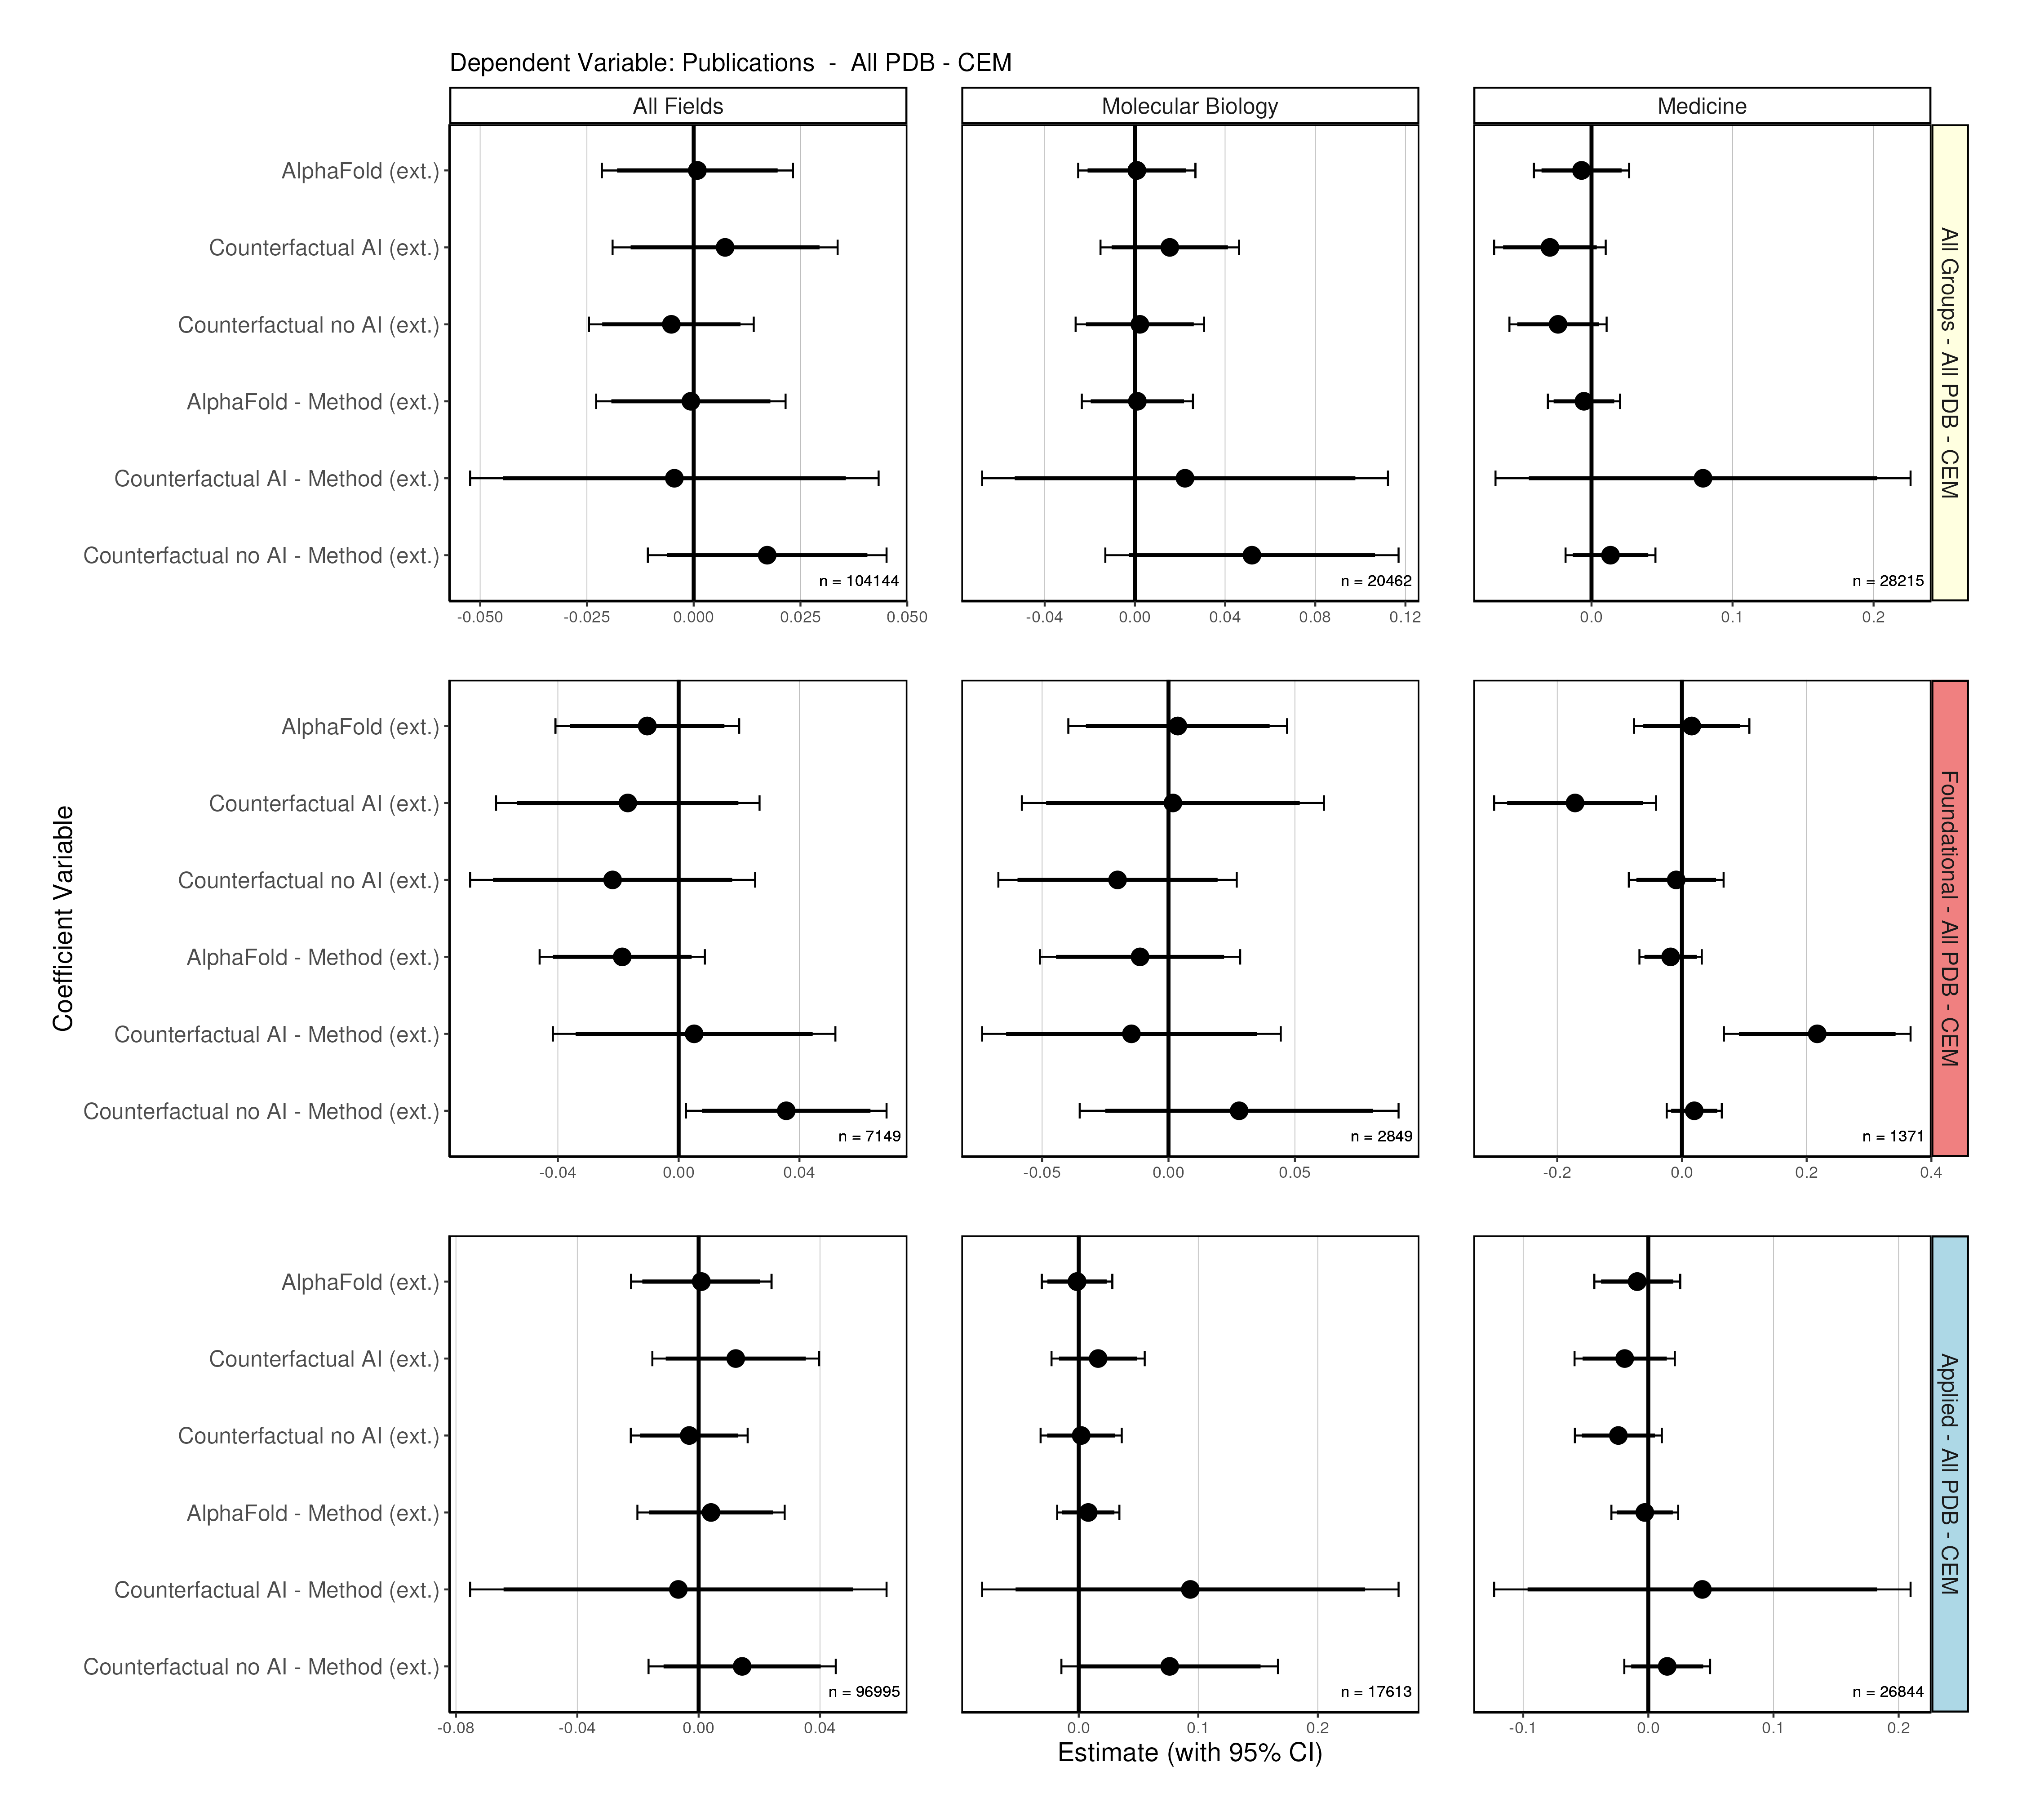 Dependent Variable: Publications - All PDB - CEM
All Fields
Molecular Biology
Medicine
AlphaFold (ext.)
Counterfactual AI (ext.)
Counterfactual no AI (ext.)
AlphaFold - Method (ext.)
Counterfactual AI - Method (ext.)
Counterfactual no AI - Method (ext.)
n = 104144
n = 20462
n = 28215
-0.050 -0.025 0.000 0.025 0.050
-0.04 0.00 0.04 0.08 0.12
0.0 0.1 0.2
All Groups - All PDB - CEM
Coefficient Variable
AlphaFold (ext.)
Counterfactual AI (ext.)
Counterfactual no AI (ext.)
AlphaFold - Method (ext.)
Counterfactual AI - Method (ext.)
Counterfactual no AI - Method (ext.)
n = 7149
n = 2849
n = 1371
-0.04 0.00 0.04
-0.05 0.00 0.05
-0.2 0.0 0.2 0.4
Foundational - All PDB - CEM
AlphaFold (ext.)
Counterfactual AI (ext.)
Counterfactual no AI (ext.)
AlphaFold - Method (ext.)
Counterfactual AI - Method (ext.)
Counterfactual no AI - Method (ext.)
n = 96995
n = 17613
n = 26844
-0.08 -0.04 0.00 0.04
0.0 0.1 0.2
-0.1 0.0 0.1 0.2
Applied - All PDB - CEM
Estimate (with 95% CI)